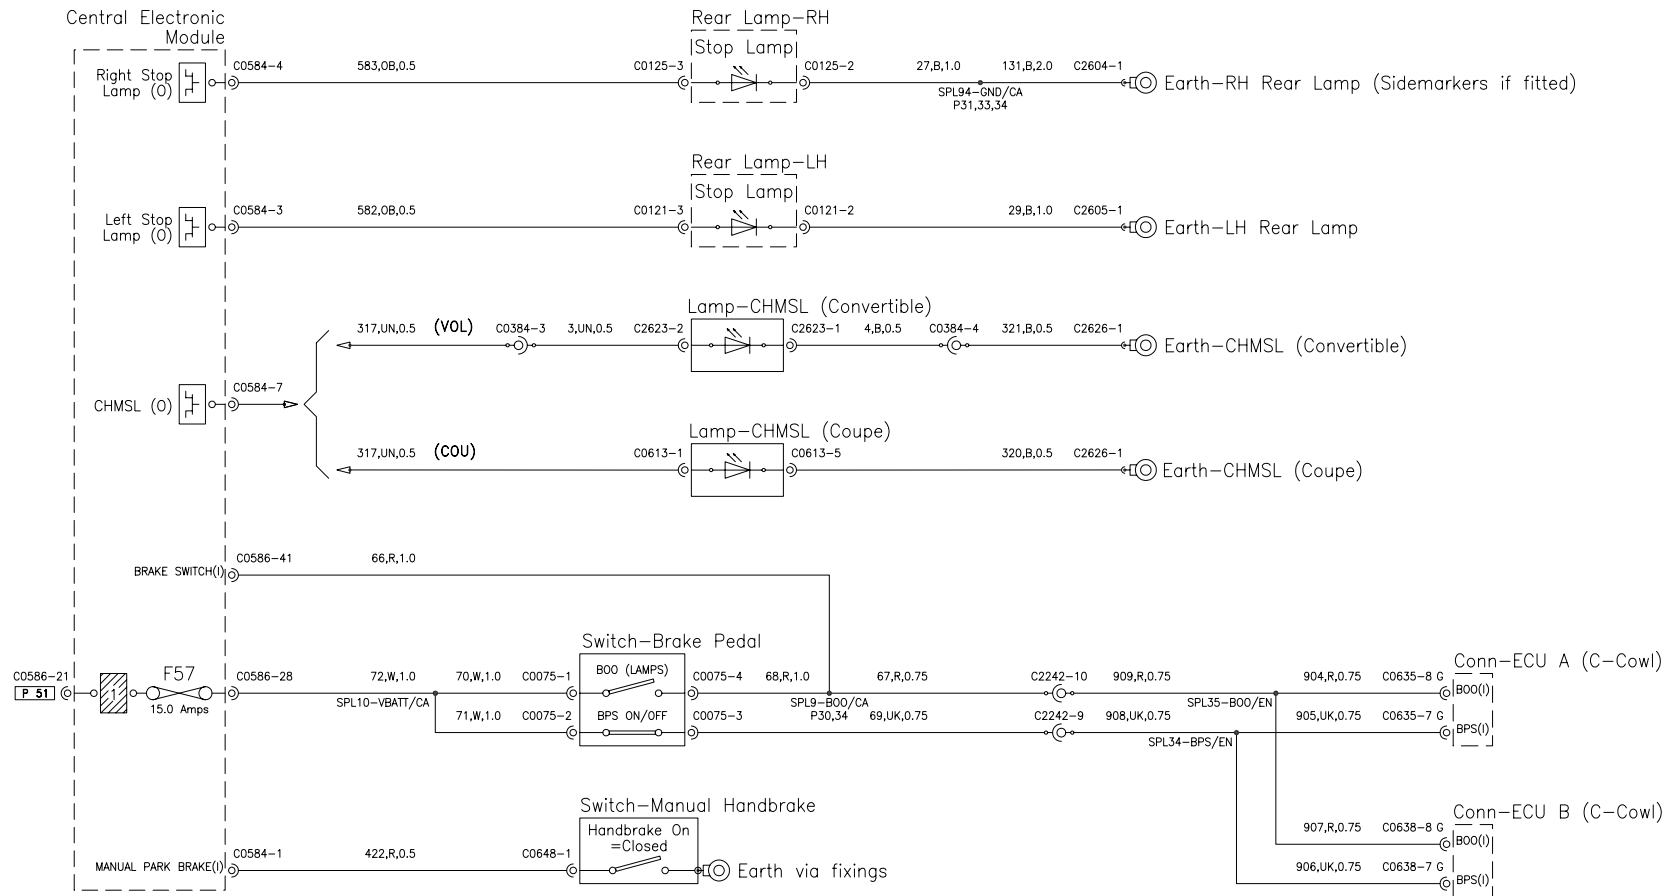 Central Electronic
Module
Rear Lamp-RH
Stop Lamp
Right Stop
Lamp (O)
C0584-4
583,OB,0.5
C0125-3
C0125-2
27,B,1.0
131,B,2.0
C2604-1
SPL94-GND/CA
P31,33,34
Earth-RH Rear Lamp (Sidemarkers if fitted)
Rear Lamp-LH
Stop Lamp
Left Stop
Lamp (O)
C0584-3
582,OB,0.5
C0121-3
C0121-2
29,B,1.0
C2605-1
Earth-LH Rear Lamp
Lamp-CHMSL (Convertible)
317,UN,0.5
(VOL)
C0384-3
3,UN,0.5
C2623-2
C2623-1
4,B,0.5
C0384-4
321,B,0.5
C2626-1
Earth-CHMSL (Convertible)
CHMSL (O)
C0584-7
Lamp-CHMSL (Coupe)
317,UN,0.5
(COU)
C0613-1
C0613-5
320,B,0.5
C2626-1
Earth-CHMSL (Coupe)
BRAKE SWITCH(I)
C0586-41
66,R,1.0
Switch-Brake Pedal
C0586-21
P 51
1
F57
15.0 Amps
C0586-28
72,W,1.0
SPL10-VBATT/CA
70,W,1.0
C0075-1
BOO (LAMPS)
C0075-4
68,R,1.0
SPL9-BOO/CA
P30,34
67,R,0.75
C2242-10
909,R,0.75
SPL35-BOO/EN
904,R,0.75
C0635-8 G
Conn-ECU A (C-Cowl)
BOO(I)
71,W,1.0
C0075-2
BPS ON/OFF
C0075-3
69,UK,0.75
C2242-9
908,UK,0.75
SPL34-BPS/EN
905,UK,0.75
C0635-7 G
BPS(I)
Switch-Manual Handbrake
Handbrake On
=Closed
MANUAL PARK BRAKE(I)
C0584-1
422,R,0.5
C0648-1
Earth via fixings
Conn-ECU B (C-Cowl)
907,R,0.75
C0638-8 G
BOO(I)
906,UK,0.75
C0638-7 G
BPS(I)